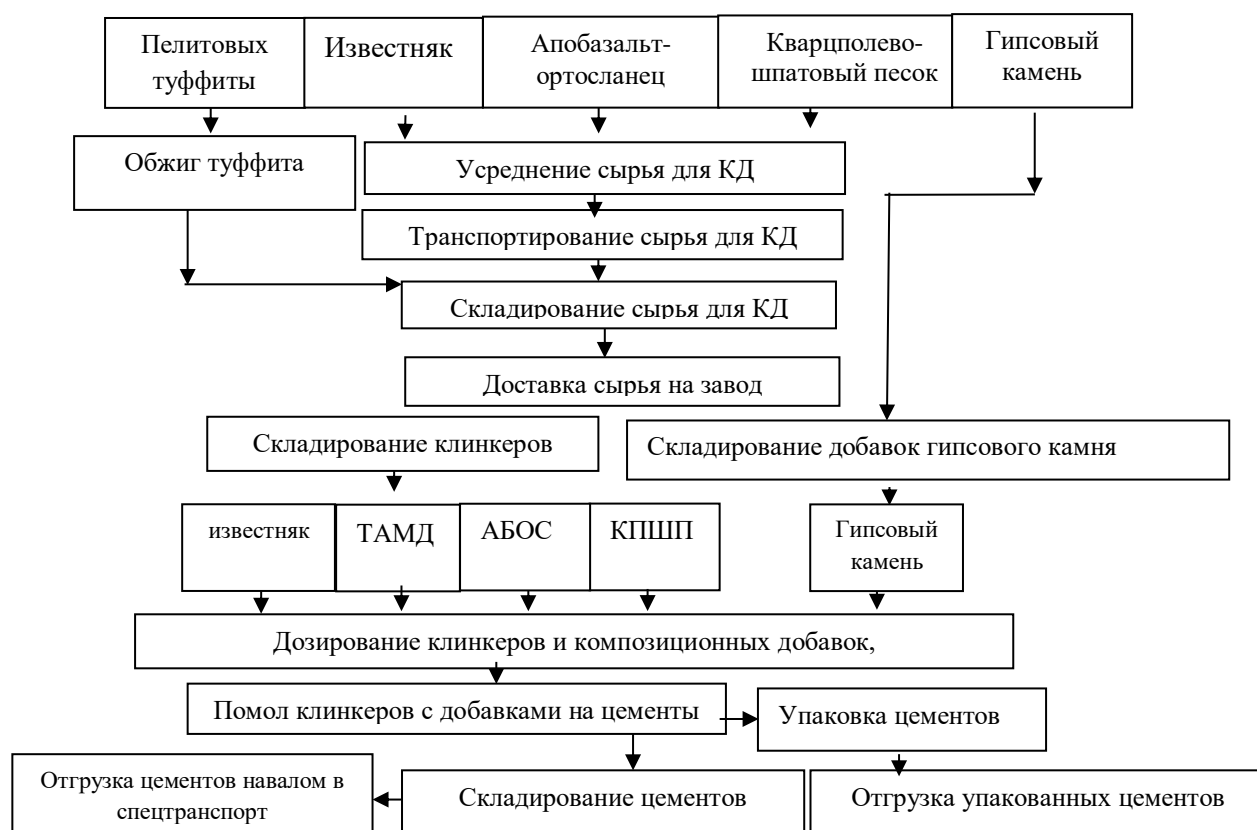 Пелитовых
туффиты
Известняк
Апобазальт-
ортосланец
Кварцполево-
шпатовый песок
Гипсовый
камень
Обжиг туффита
Усреднение сырья для КД
Транспортирование сырья для КД
Складирование сырья для КД
Доставка сырья на завод
Складирование клинкеров
Складирование добавок гипсового камня
известняк
ТАМД
АБОС
КПШП
Гипсовый
камень
Дозирование клинкеров и композиционных добавок,
Помол клинкеров с добавками на цементы
Упаковка цементов
Отгрузка цементов навалом в
спецтранспорт
Складирование цементов
Отгрузка упакованных цементов